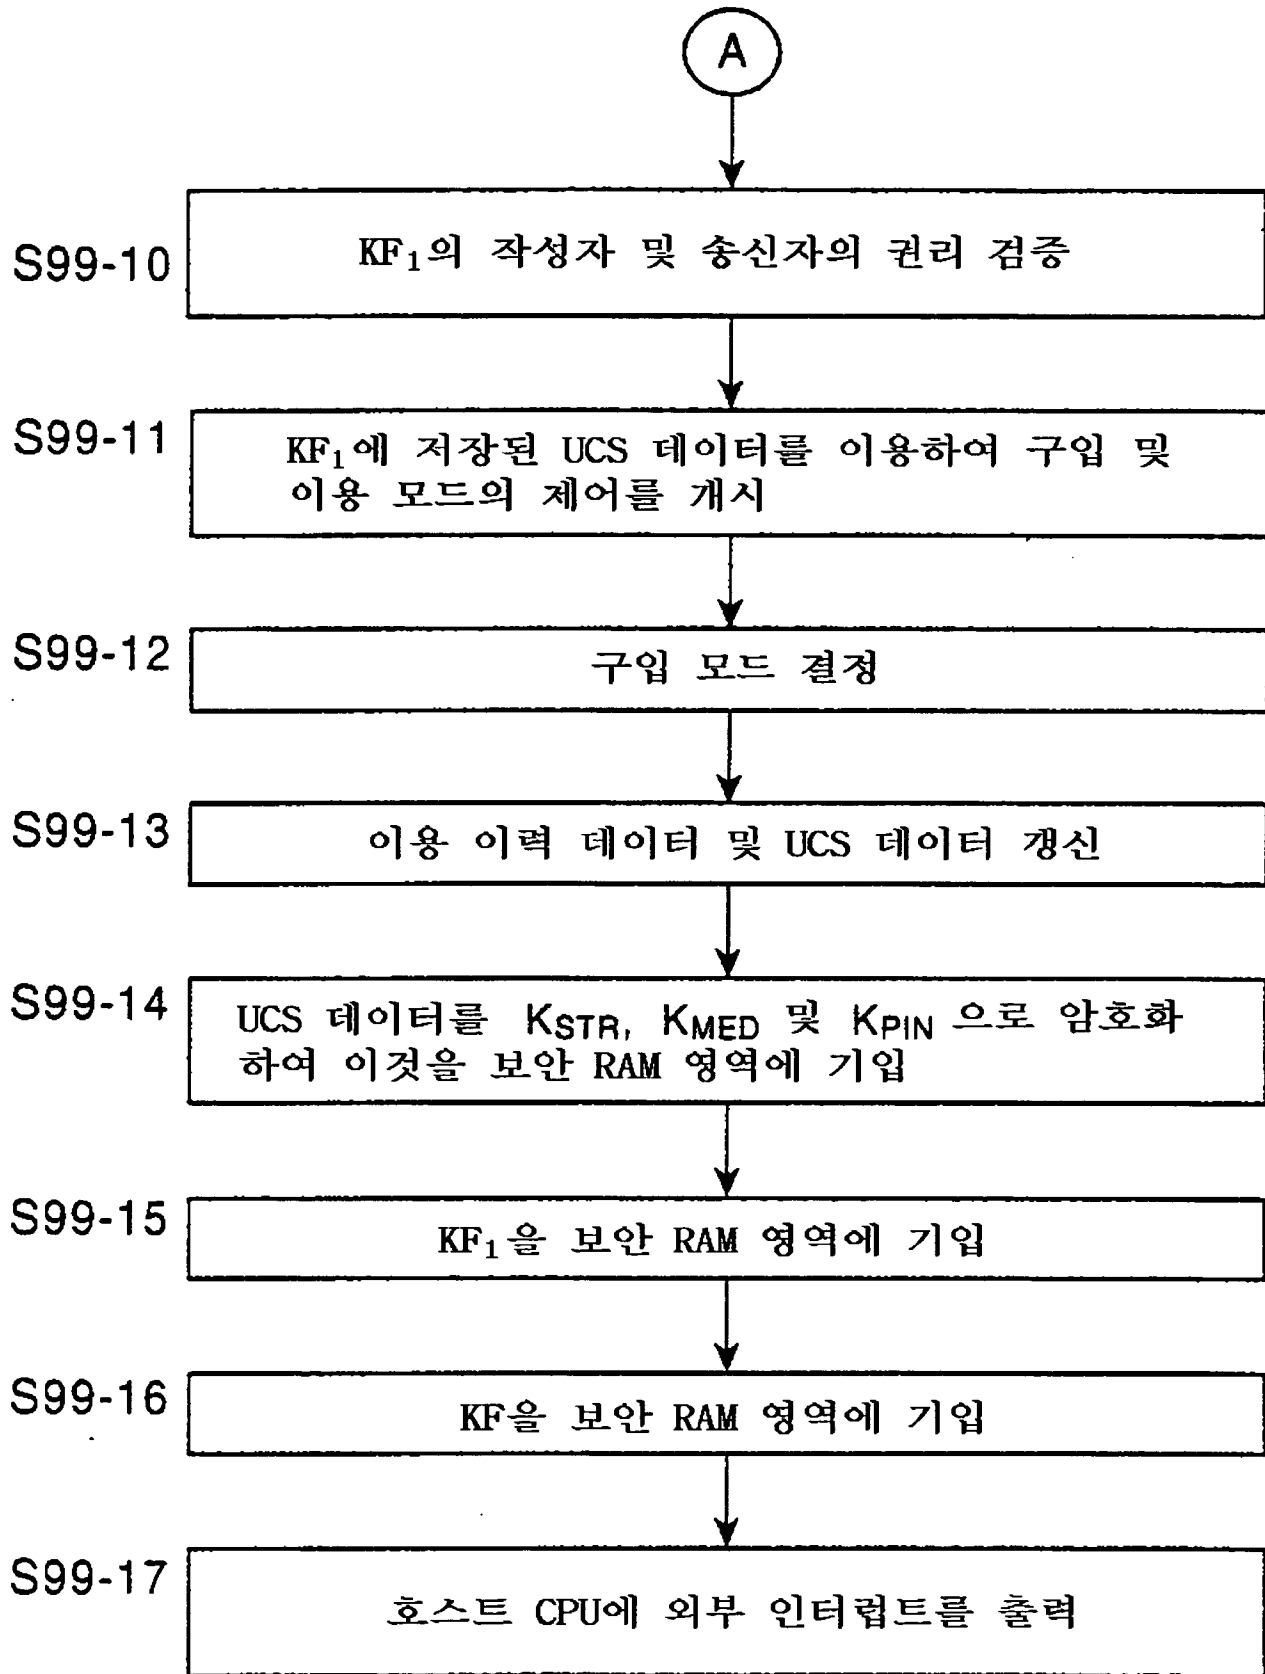 A
S99-10
KF₁의 작성자 및 송신자의 권리 검증
S99-11
KF₁에 저장된 UCS 데이터를 이용하여 구입 및
이용 모드의 제어를 개시
S99-12
구입 모드 결정
S99-13
이용 이력 데이터 및 UCS 데이터 갱신
S99-14
UCS 데이터를 KSTR, KMED 및 KPIN 으로 암호화
하여 이것을 보안 RAM 영역에 기입
S99-15
KF₁을 보안 RAM 영역에 기입
S99-16
KF을 보안 RAM 영역에 기입
S99-17
호스트 CPU에 외부 인터럽트를 출력